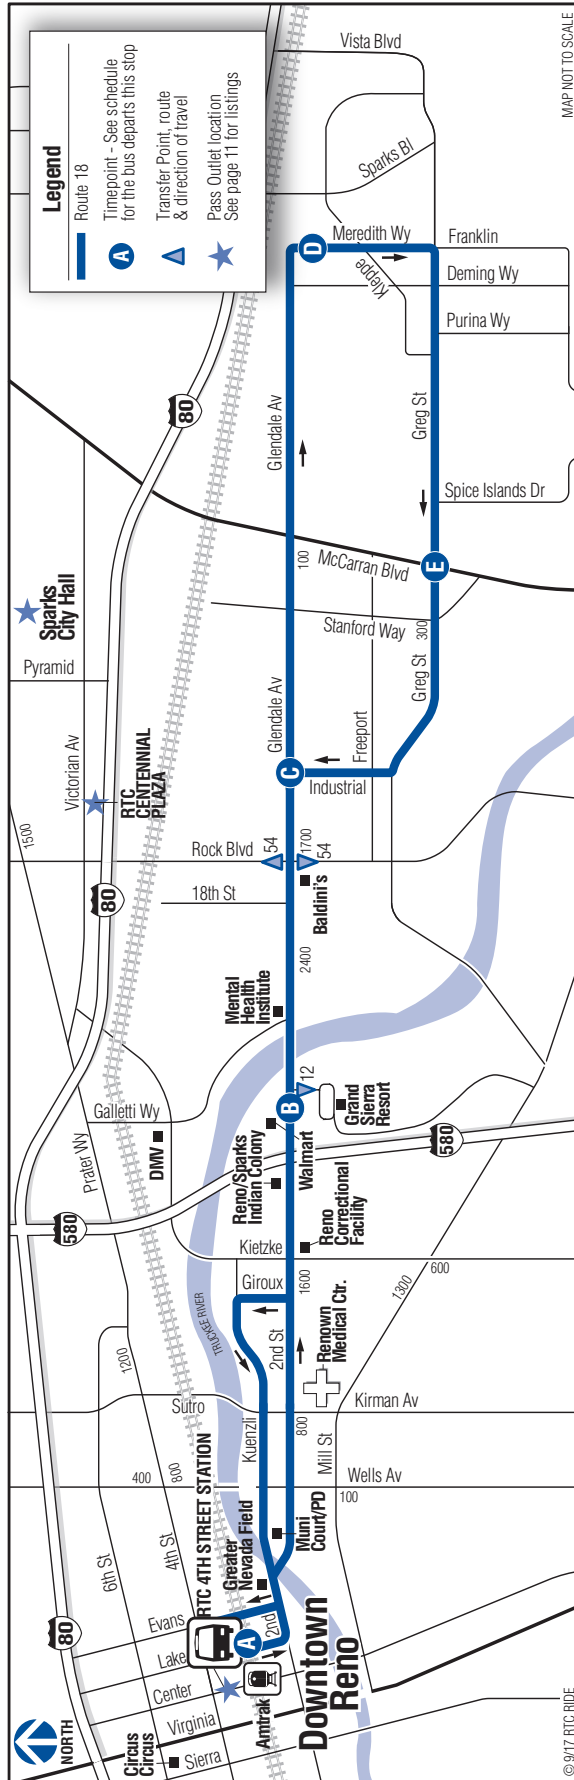 Legend
Route 18
A
Timepoint - See schedule
for the bus departs this stop
Transfer Point, route
& direction of travel
Pass Outlet location
See page 11 for listings
NORTH
Circus
Circus
Sierra
Virginia
Center
Lake
Evans
80
6th St
4th St
400
800
1200
RTC 4TH STREET STATION
Greater
Nevada Field
A
2nd
Amtrak
Downtown
Reno
Muni
Court/PD
Wells Av
100
Sutro
Kuenzli
800
Mill St
Kirman Av
Renown
Medical Ctr.
2nd St
Giroux
1600
TRUCKEE RIVER
Kietzke
600
1300
Reno
Correctional
Facility
580
580
Prater Wy
DMV
Galletti Wy
Reno/Sparks
Indian Colony
Walmart
B
12
Grand
Sierra
Resort
Mental
Health
Institute
2400
18th St
Baldini's
Rock Blvd
54
1700
54
80
1500
Victorian Av
RTC
CENTENNIAL
PLAZA
Pyramid
Sparks
City Hall
C
Industrial
Glendale Av
Freeport
Greg St
300
Stanford Way
E
McCarran Blvd
100
80
Glendale Av
Greg St
Spice Islands Dr
Purina Wy
Deming Wy
Franklin
Kleppe
D
Meredith Wy
Sparks Bl
Vista Blvd
MAP NOT TO SCALE
© 9/17 RTC RIDE